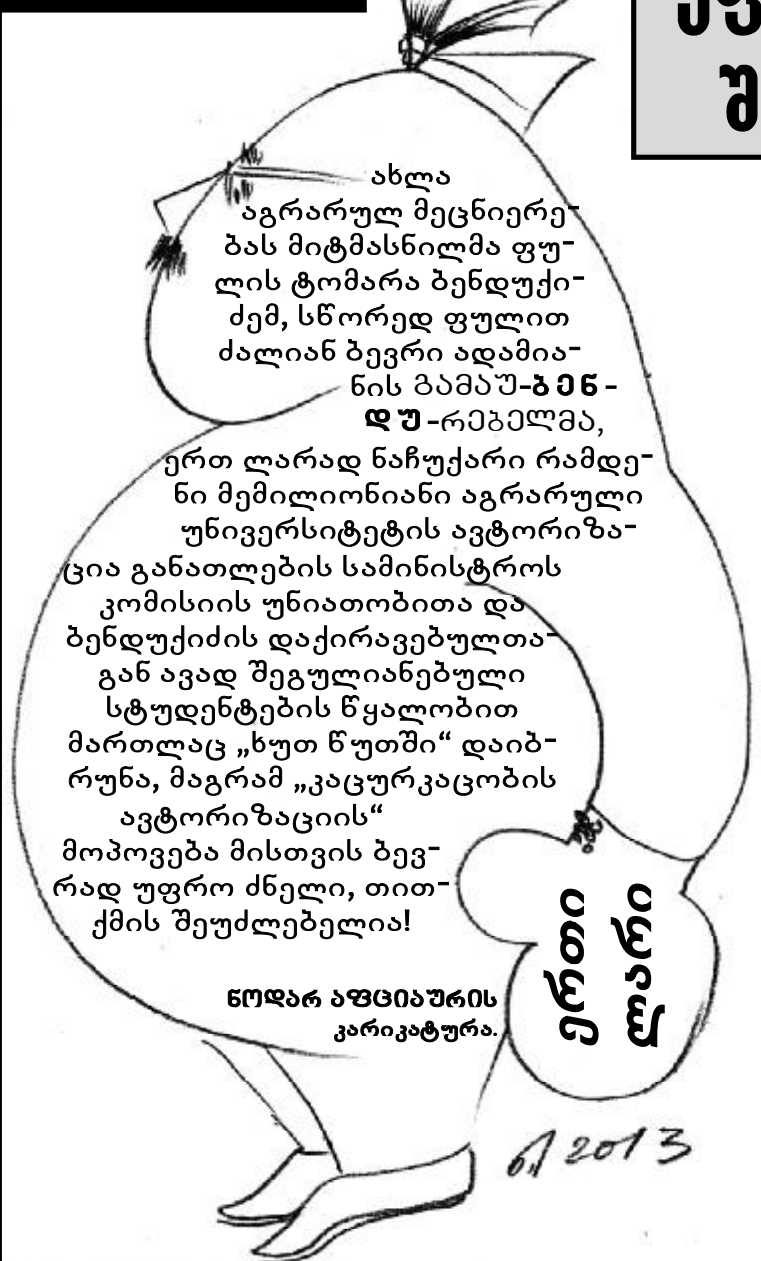 ახლა
აგრარულ მეცნიერე-
ბას მიტმასნილმა ფუ-
ლის ტომარა ბენდუქი-
ძემ, სწორედ ფულით
ძალიან ბევრი ადამია-
ნის გამაუ-ბენ-
დუ-რებელმა,
ერთ ლარად ნაჩუქარი რამდე-
ნი მემილიონიანი აგრარული
უნივერსიტეტის ავტორიზა-
ცია განათლების სამინისტროს
კომისიის უნიათობითა და
ბენდუქიძის დაქირავებულთა-
გან ავად შეგულიანებული
სტუდენტების წყალობით
მართლაც „ხუთ წუთში“ დაიბ-
რუნა, მაგრამ „კაცურკაცობის
ავტორიზაციის“
მოპოვება მისთვის ბევ-
რად უფრო ძნელი, თით-
ქმის შეუძლებელია!
ერთი
ლარი
ნოდარ აფციაურის
კარიკატურა.
2013